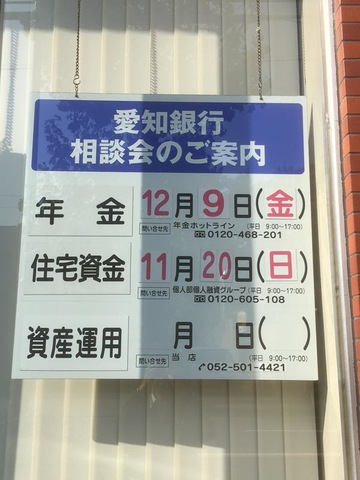 愛知銀行
相談会のご案内
年金 12月9日(金)
問い合せ先 年金ホットライン (平日 9:00~17:00)
0120-468-201
住宅資金 11月20日(日)
問い合せ先 個人部個人融資グループ (平日 9:00~17:00)
0120-605-108
資産運用 月 日( )
問い合せ先 当店 (平日 9:00~17:00)
052-501-4421